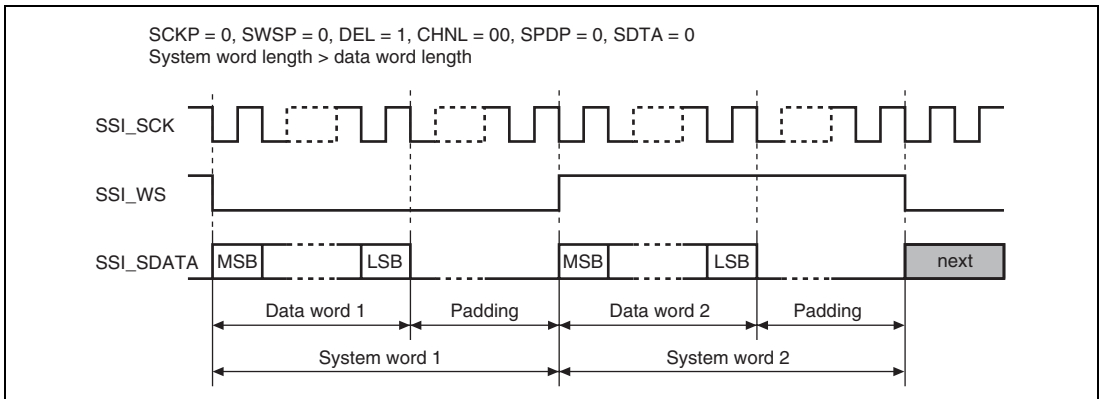 SCKP = 0, SWSP = 0, DEL = 1, CHNL = 00, SPDP = 0, SDTA = 0
System word length > data word length
SSI_SCK
SSI_WS
SSI_SDATA MSB LSB MSB LSB next
Data word 1 Padding Data word 2 Padding
System word 1 System word 2